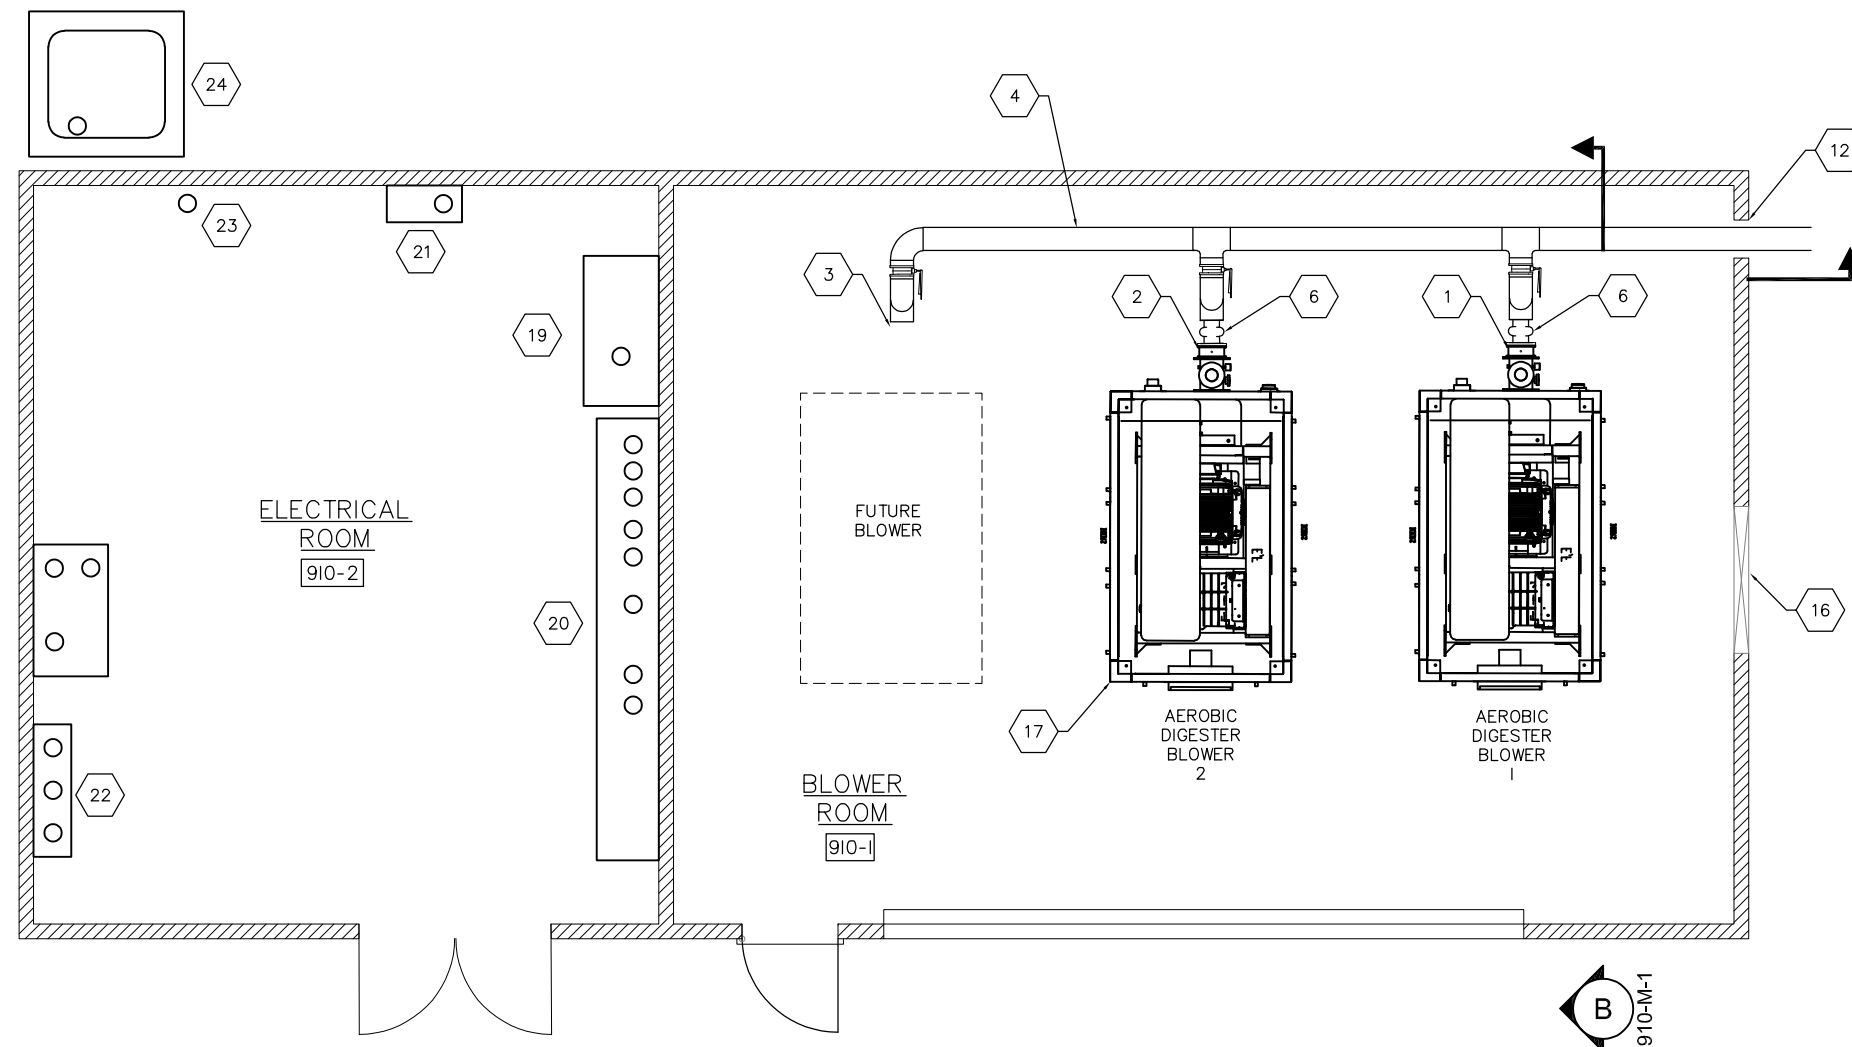 24
4
12
23
21
3
2
6
1
6
19
ELECTRICAL
ROOM
910-2
FUTURE
BLOWER
20
16
22
17
AEROBIC
DIGESTER
BLOWER
2
AEROBIC
DIGESTER
BLOWER
1
BLOWER
ROOM
910-1
B
910-M-1